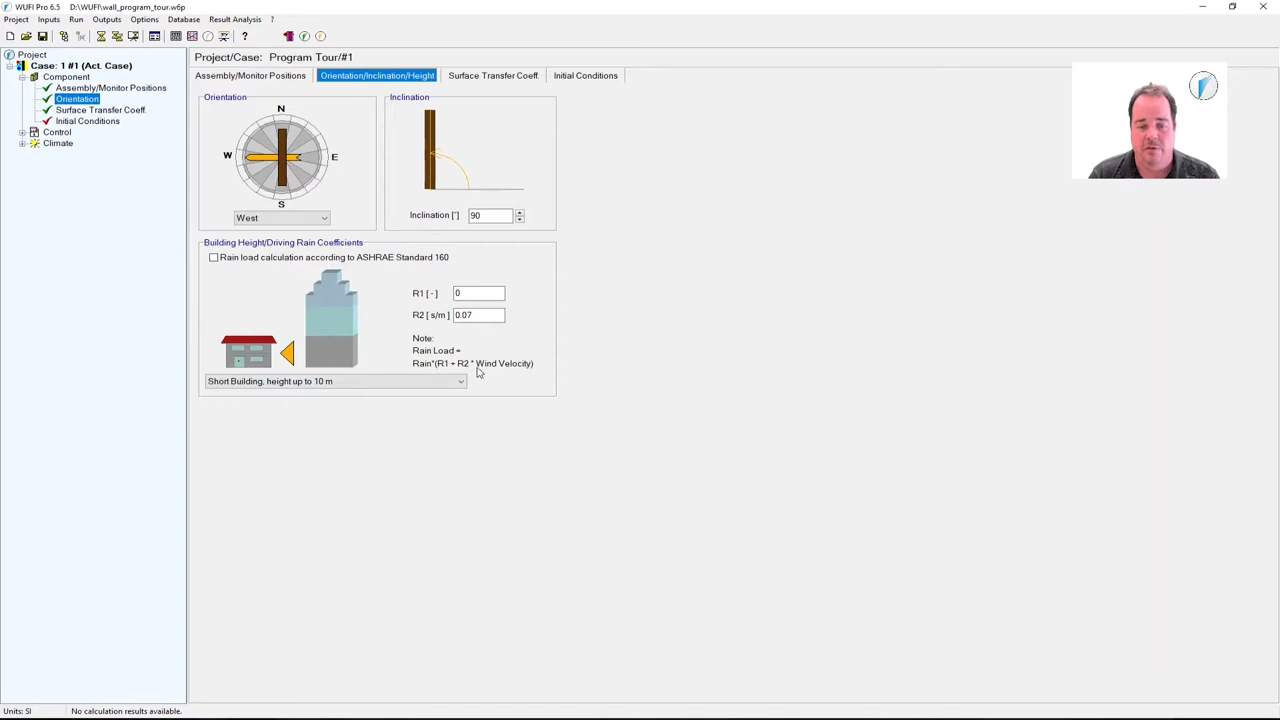 WUFI Pro 6.5 D:\WUFI\wall_program_tour.w6p
Project Inputs Run Outputs Options Database Result Analysis ?
Project
Case: 1 #1 (Act. Case)
Component
Assembly/Monitor Positions
Orientation
Surface Transfer Coeff.
Initial Conditions
Control
Climate
Project/Case: Program Tour/#1
Assembly/Monitor Positions Orientation/Inclination/Height Surface Transfer Coeff. Initial Conditions
Orientation
N
W E
S
West
Inclination
Inclination [°] 90
Building Height/Driving Rain Coefficients
Rain load calculation according to ASHRAE Standard 160
R1 [ - ] 0
R2 [ s/m ] 0.07
Note:
Rain Load =
Rain*(R1 + R2 * Wind Velocity)
Short Building, height up to 10 m
Units: SI No calculation results available.